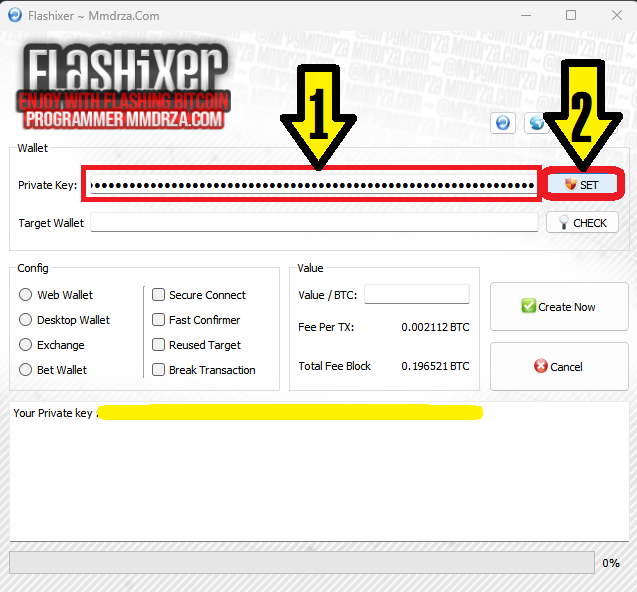 Flashixer ~ Mmdrza.Com
FLASHiXER
ENJOY WITH FLASHING BITCOIN
PROGRAMMER MMDRZA.COM
1
2
Wallet
Private Key:
SET
Target Wallet
CHECK
Config
Web Wallet
Desktop Wallet
Exchange
Bet Wallet
Secure Connect
Fast Confirmer
Reused Target
Break Transaction
Value
Value / BTC:
Fee Per TX:
0.002112 BTC
Total Fee Block
0.196521 BTC
Create Now
Cancel
Your Private key :
0%